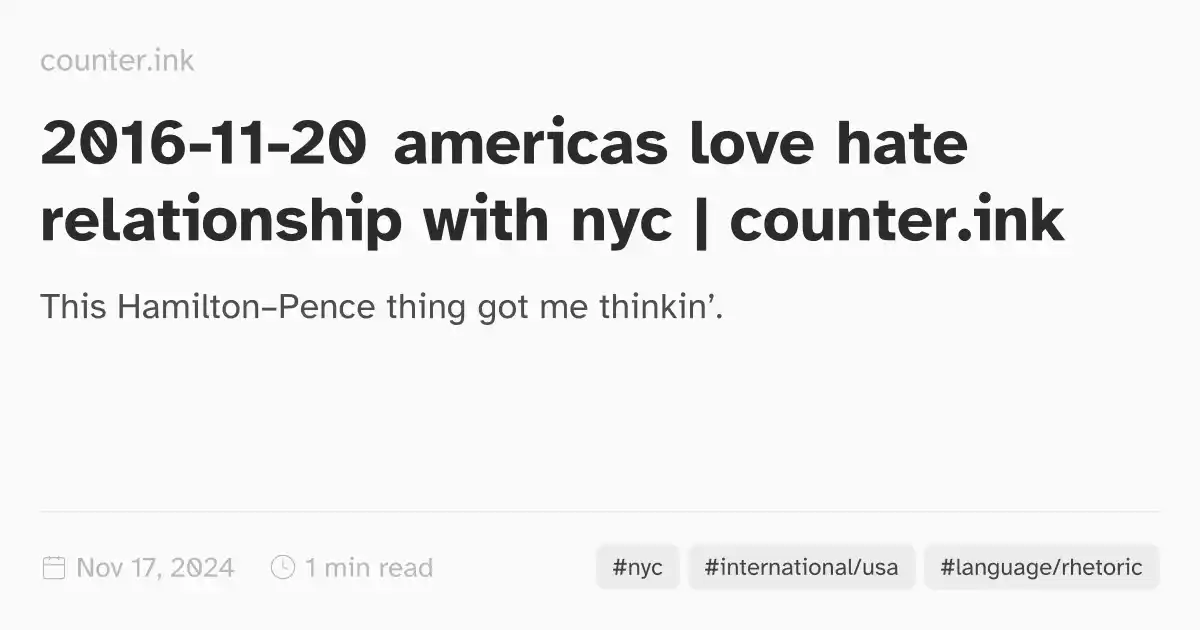 counter.ink
2016-11-20 americas love hate
relationship with nyc | counter.ink
This Hamilton–Pence thing got me thinkin’.
Nov 17, 2024 1 min read #nyc #international/usa #language/rhetoric